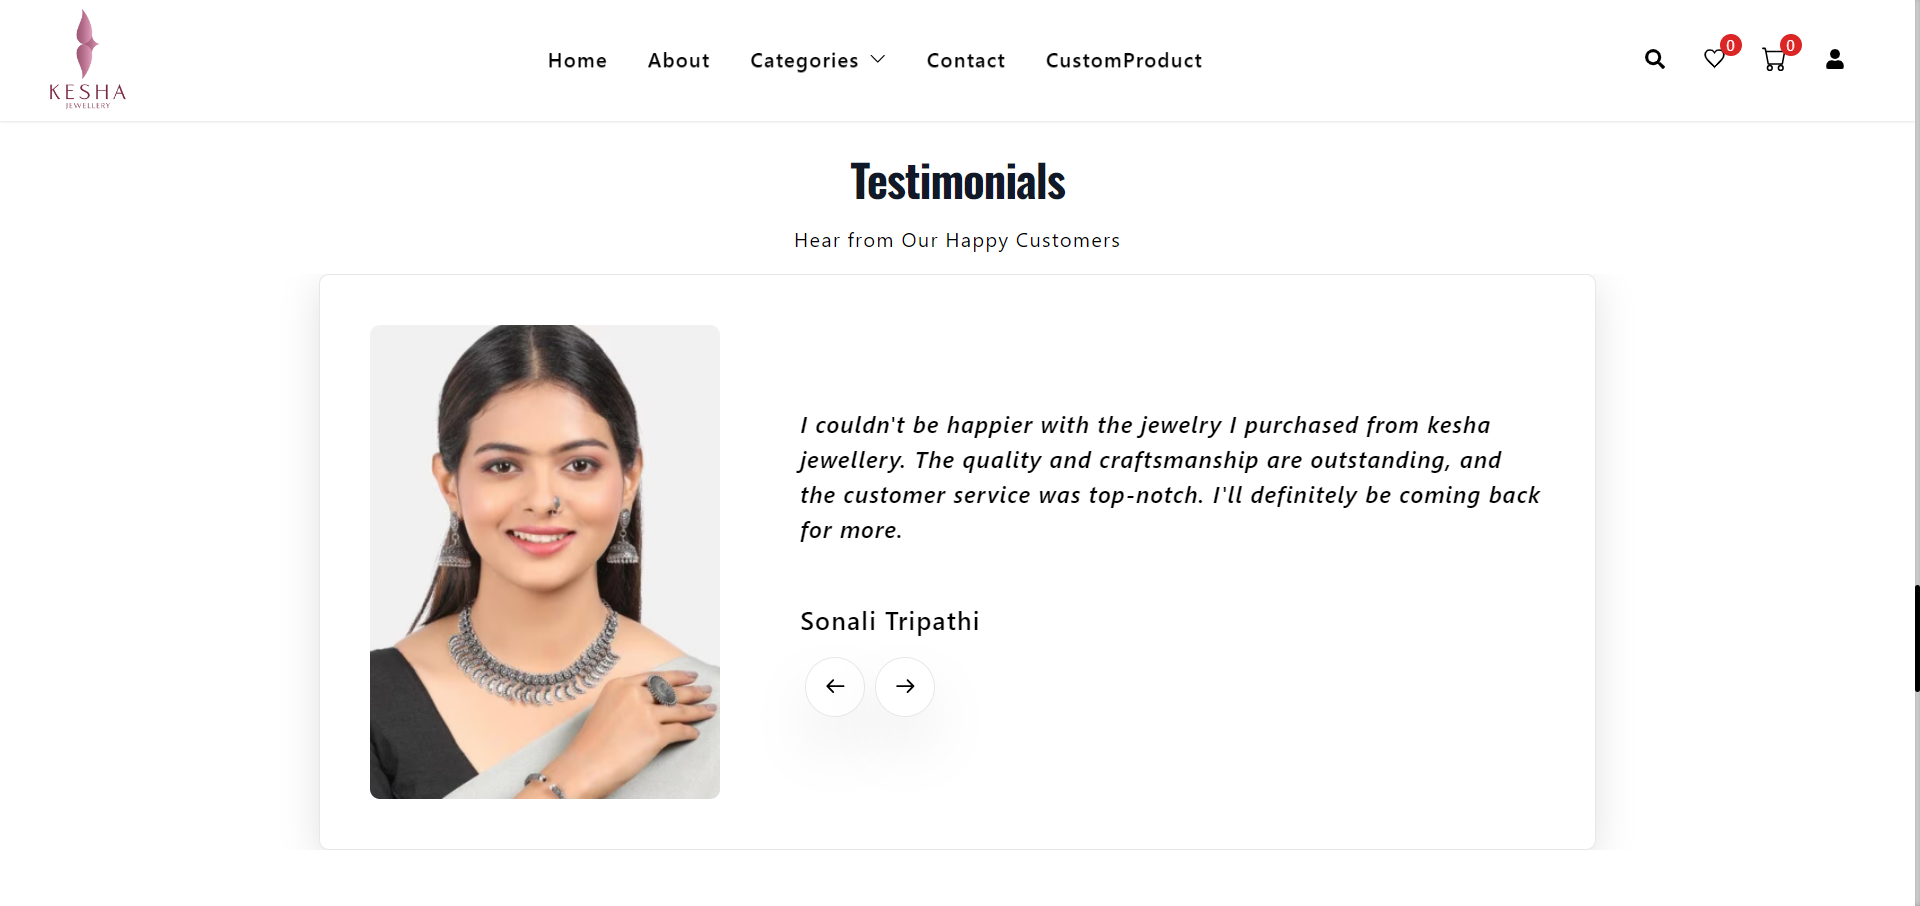 KESHA
JEWELLERY
Home
About
Categories
Contact
CustomProduct
0
0
Testimonials
Hear from Our Happy Customers
I couldn't be happier with the jewelry I purchased from kesha
jewellery. The quality and craftsmanship are outstanding, and
the customer service was top-notch. I'll definitely be coming back
for more.
Sonali Tripathi